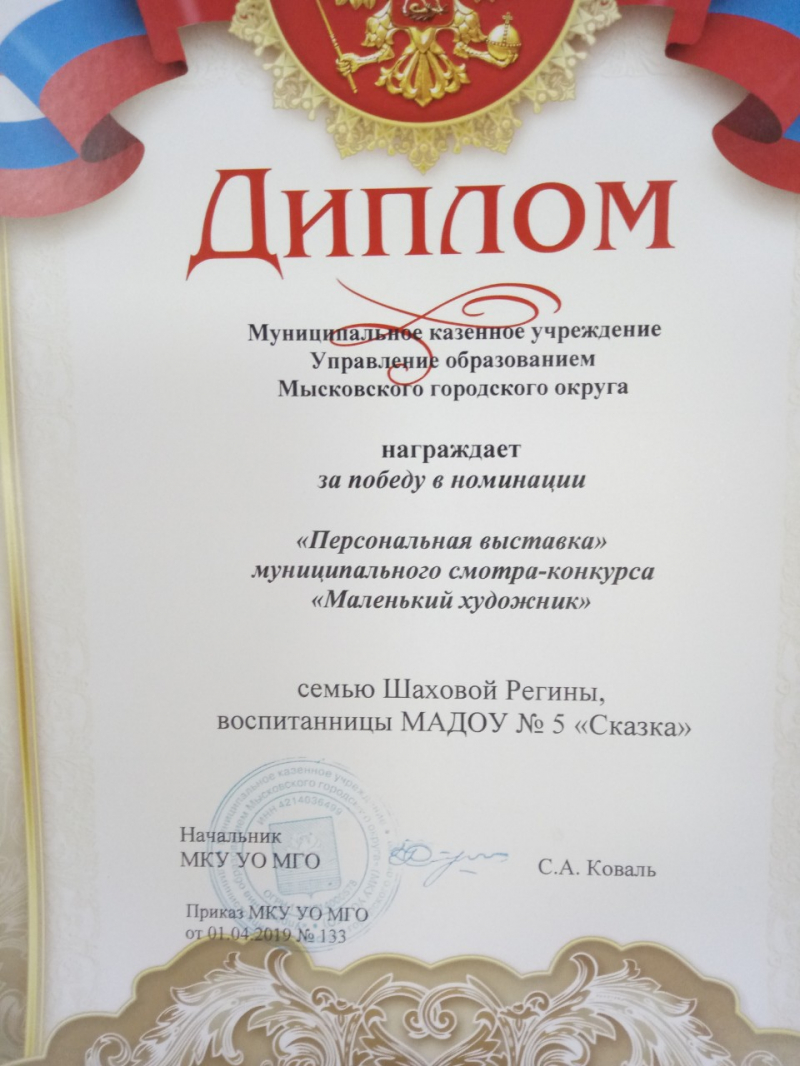 Диплом
Муниципальное казенное учреждение
Управление образованием
Мысковского городского округа
награждает
за победу в номинации
«Персональная выставка»
муниципального смотра-конкурса
«Маленький художник»
семью Шаховой Регины,
воспитанницы МАДОУ № 5 «Сказка»
Начальник
МКУ УО МГО
С.А. Коваль
Приказ МКУ УО МГО
от 01.04.2019 № 133